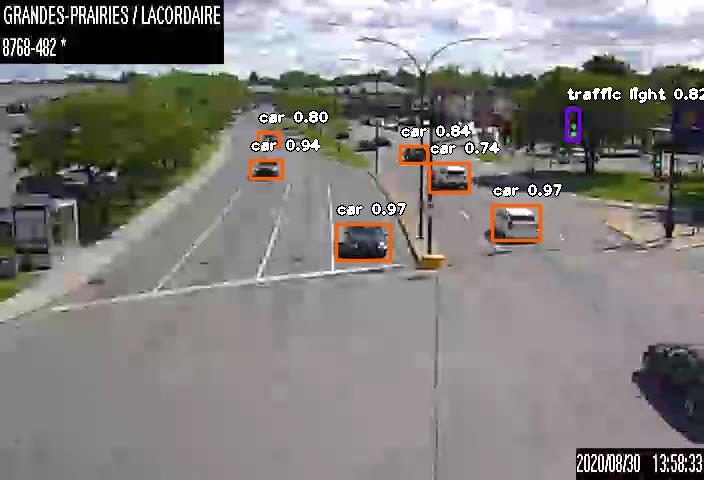 GRANDES-PRAIRIES / LACORDAIRE
8768-482 *
traffic light 0.82
car 0.80
car 0.84
car 0.94
car 0.74
car 0.97
car 0.97
2020/08/30 13:58:33